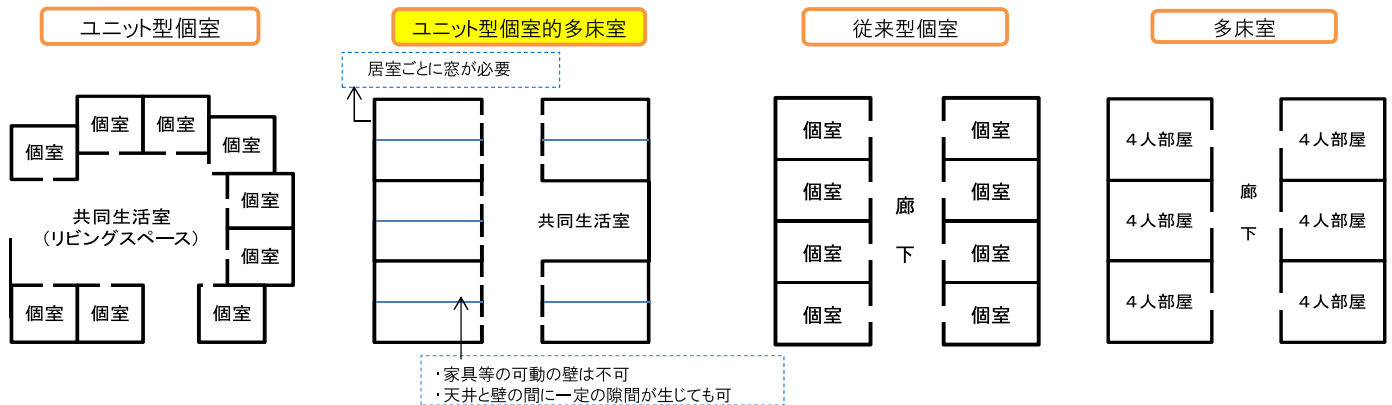 ユニット型個室
ユニット型個室的多床室
従来型個室
多床室
居室ごとに窓が必要
個室
個室
個室
個室
個室
個室
共同生活室
(リビングスペース)
個室
個室
個室
共同生活室
・家具等の可動の壁は不可
・天井と壁の間に一定の隙間が生じても可
個室
個室
個室
個室
廊
下
個室
個室
個室
個室
4人部屋
4人部屋
4人部屋
廊
下
4人部屋
4人部屋
4人部屋